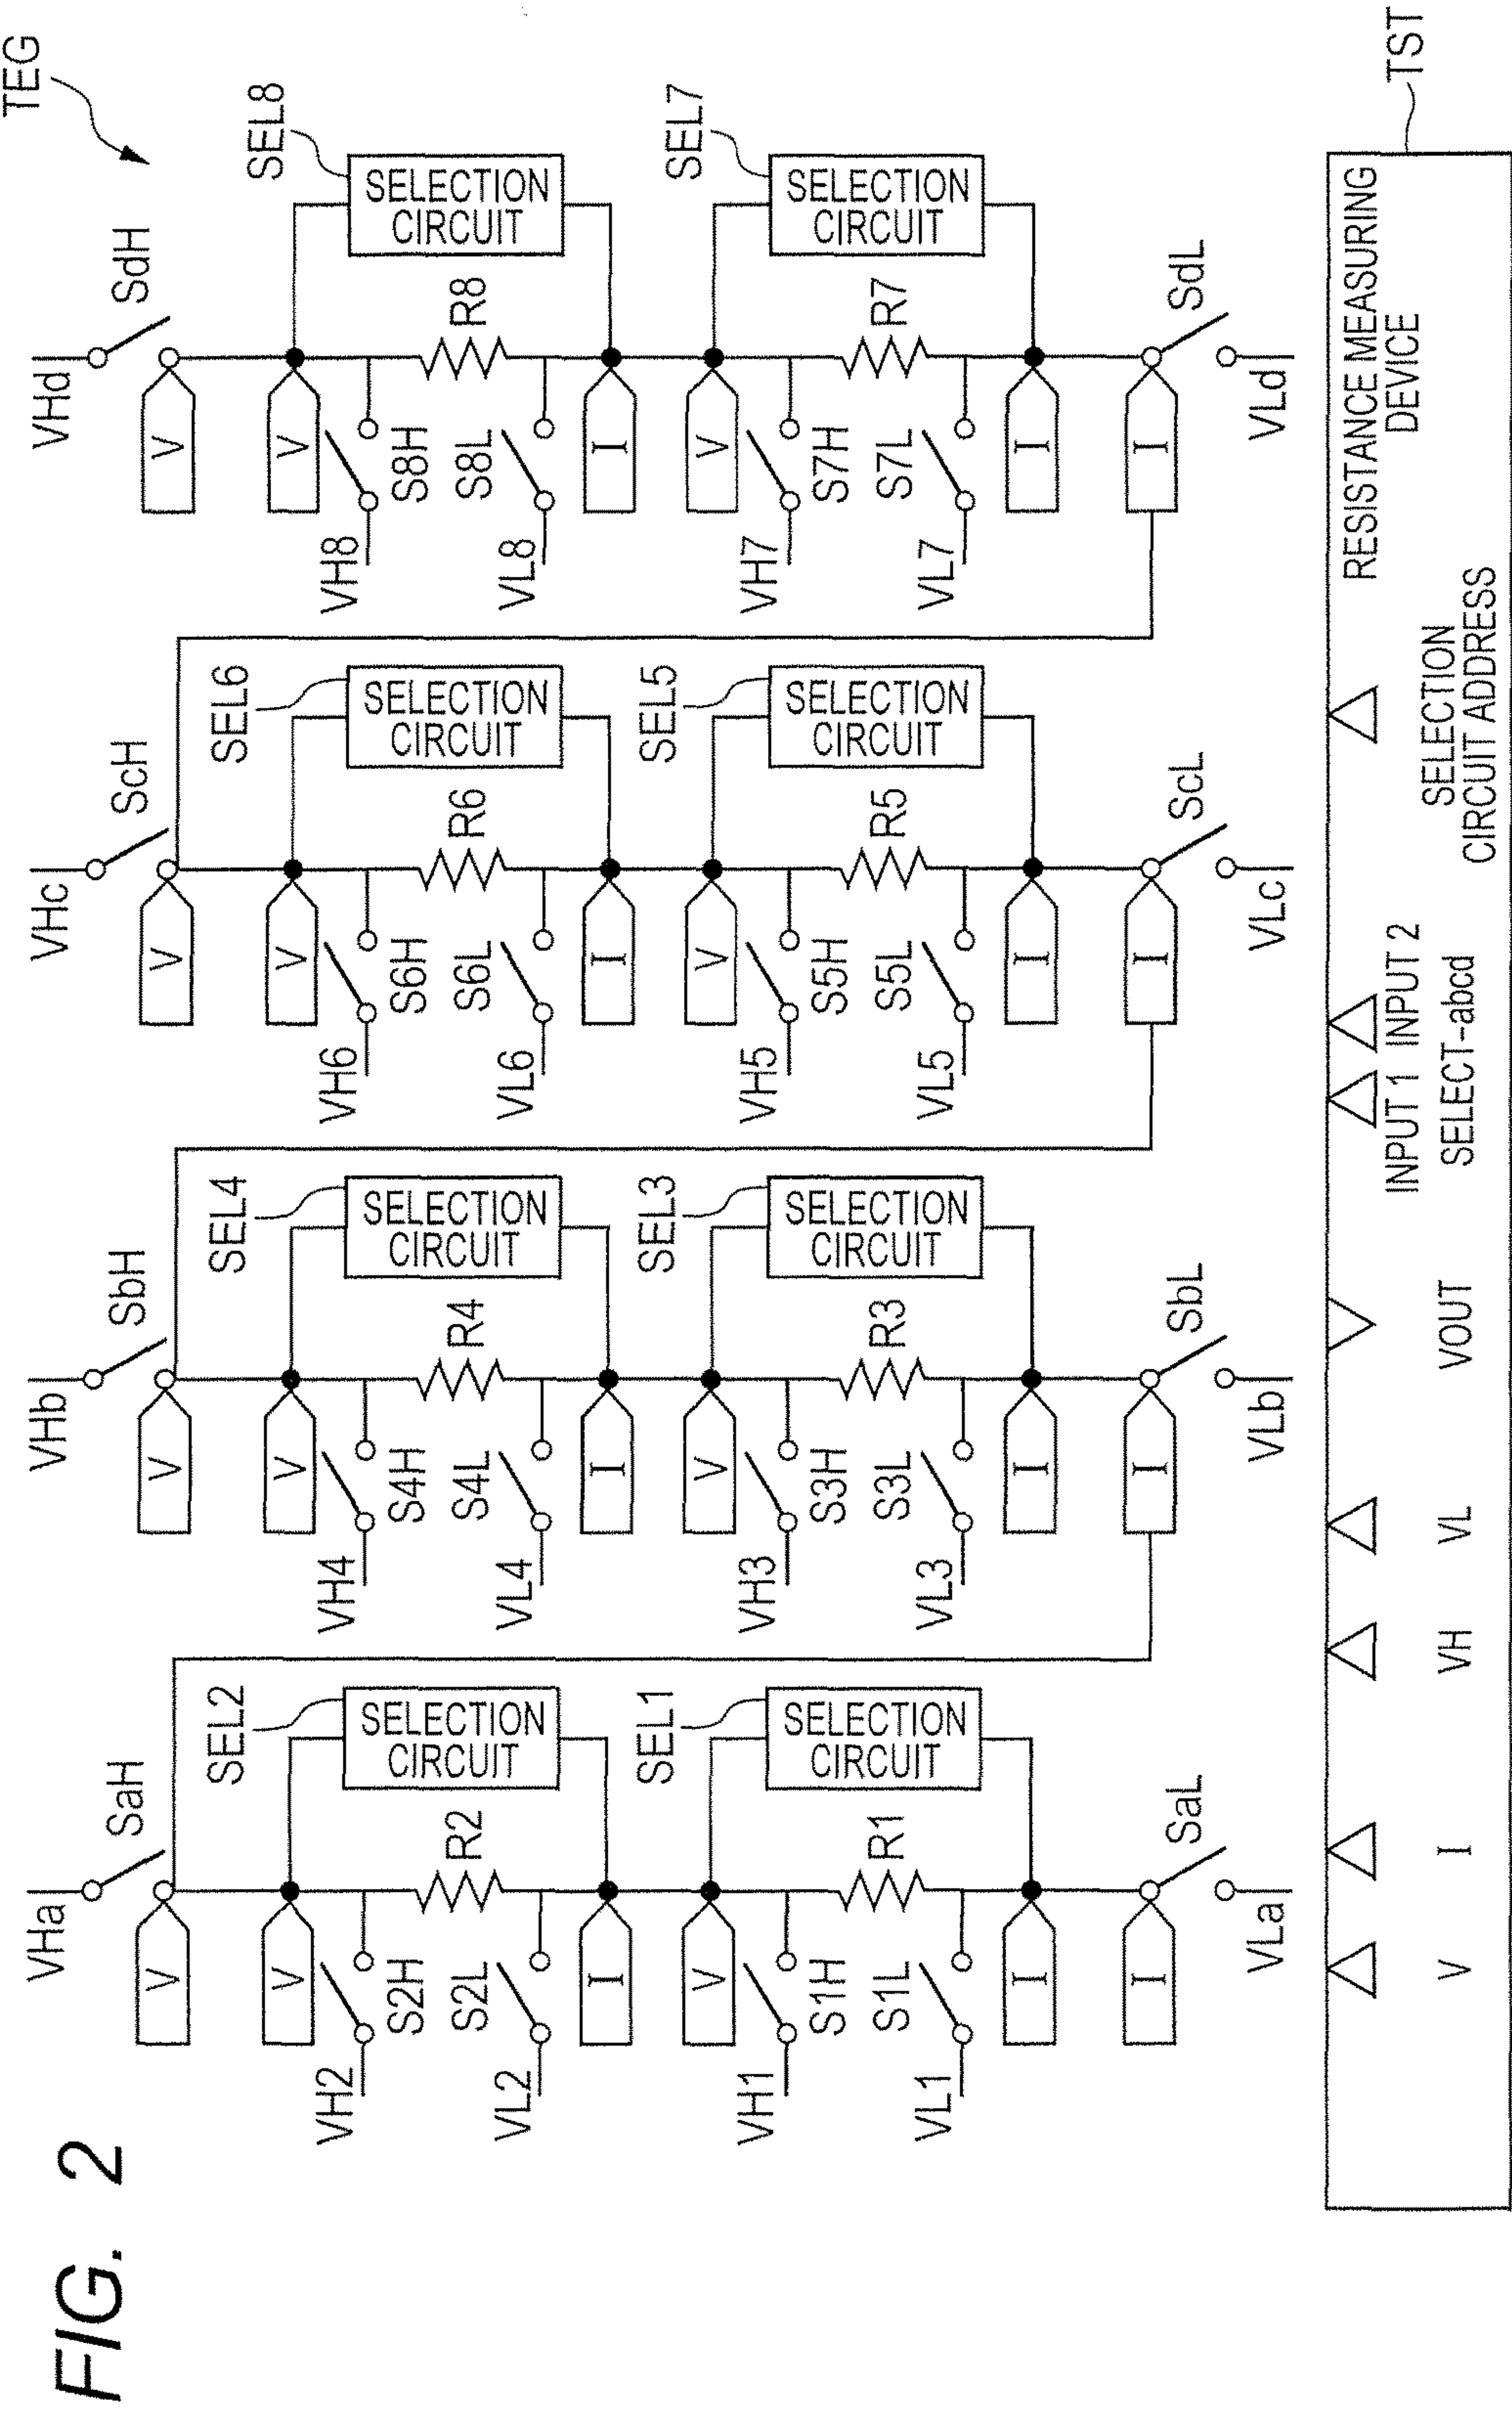 FIG. 2
TEG
VHa
SaH
VHb
SbH
VHc
ScH
VHd
SdH
V
V
V
V
SEL2
SELECTION
CIRCUIT
SEL4
SELECTION
CIRCUIT
SEL6
SELECTION
CIRCUIT
SEL8
SELECTION
CIRCUIT
V
V
V
V
VH2
S2H
R2
VH4
S4H
R4
VH6
S6H
R6
VH8
S8H
R8
VL2
S2L
VL4
S4L
VL6
S6L
VL8
S8L
I
I
I
I
SEL1
SELECTION
CIRCUIT
SEL3
SELECTION
CIRCUIT
SEL5
SELECTION
CIRCUIT
SEL7
SELECTION
CIRCUIT
V
V
V
V
VH1
S1H
R1
VH3
S3H
R3
VH5
S5H
R5
VH7
S7H
R7
VL1
S1L
VL3
S3L
VL5
S5L
VL7
S7L
I
I
I
I
I
I
I
I
SaL
SbL
ScL
SdL
VLa
VLb
VLc
VLd
RESISTANCE MEASURING
DEVICE
TST
INPUT 1 INPUT 2
SELECT-abcd
SELECTION
CIRCUIT ADDRESS
V
I
VH
VL
VOUT